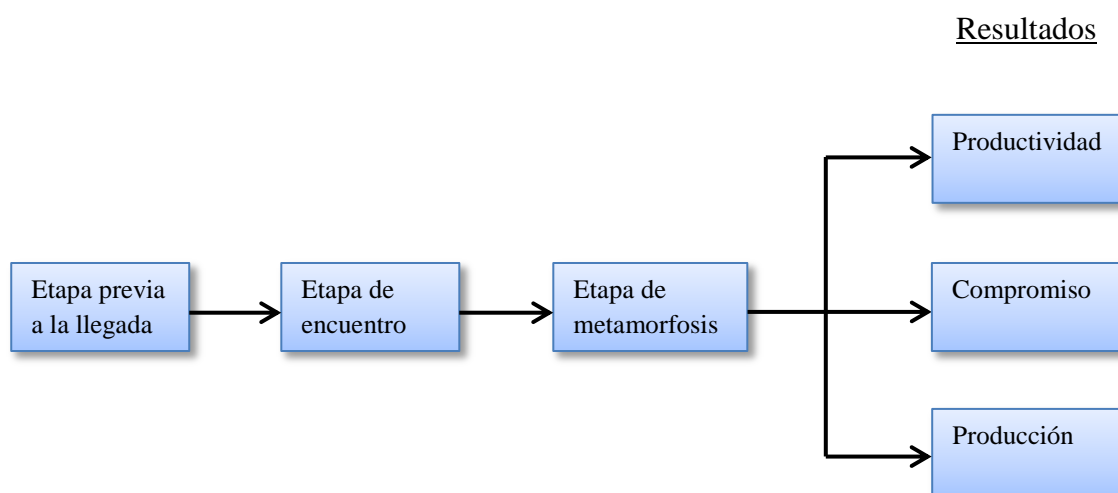 Resultados
Productividad
Etapa previa
a la llegada
Etapa de
encuentro
Etapa de
metamorfosis
Compromiso
Producción